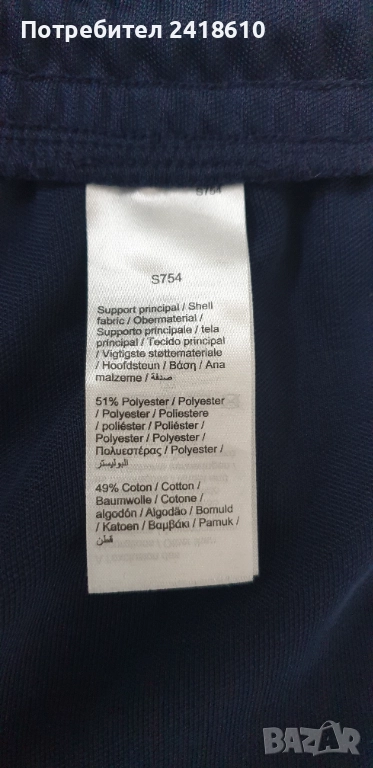 Потребител 2418610
S754
S754
Support principal / Shell
fabric / Obermaterial /
Supporto principale / tela
principal / Tecido principal
/ Vigtigste støttemateriale
/ Hoofdsteun / Βάση / Ana
malzeme / صدفة /
51% Polyester / Polyester
/ Polyester / Poliestere
/ poliéster / Poliéster /
Polyester / Polyester /
Πολυεστέρας / Polyester /
البوليستر
49% Coton / Cotton /
Baumwolle / Cotone /
algodón / Algodão / Bomuld
/ Katoen / Βαμβάκι / Pamuk /
قطن
BAZAR